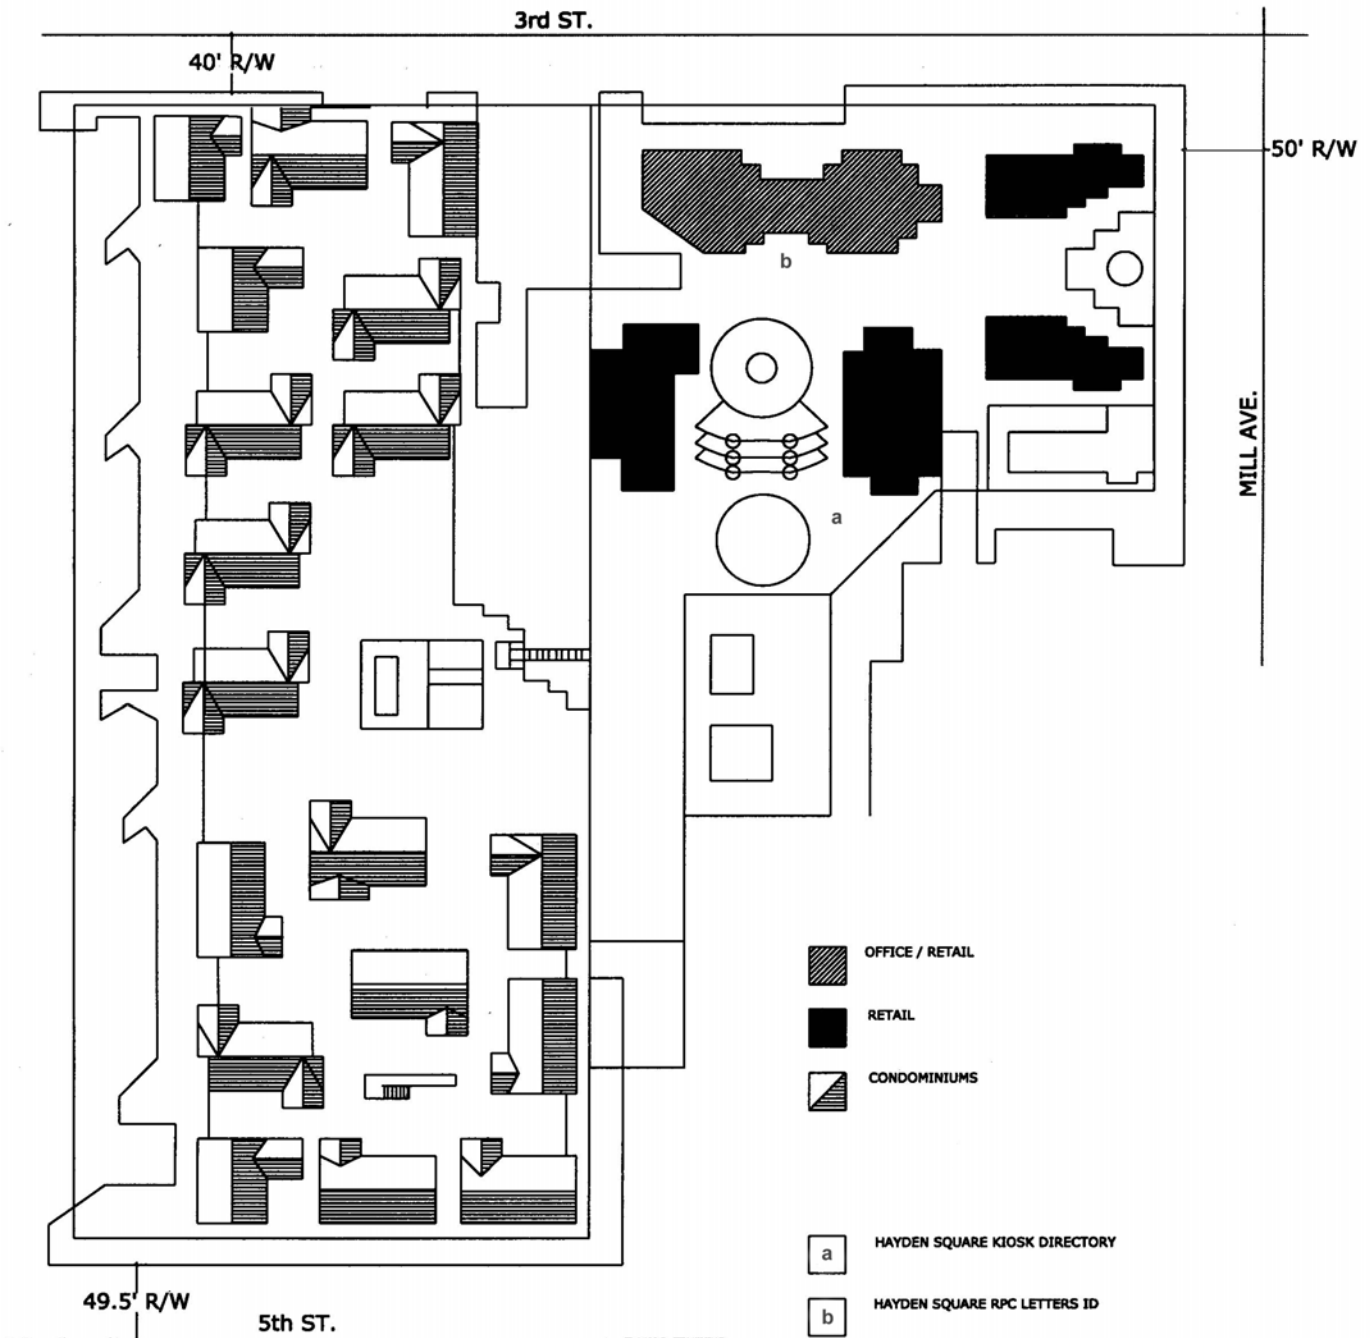 3rd ST.
40' R/W
50' R/W
b
MILL AVE.
a
OFFICE / RETAIL
RETAIL
CONDOMINIUMS
a HAYDEN SQUARE KIOSK DIRECTORY
b HAYDEN SQUARE RPC LETTERS ID
49.5' R/W
5th ST.